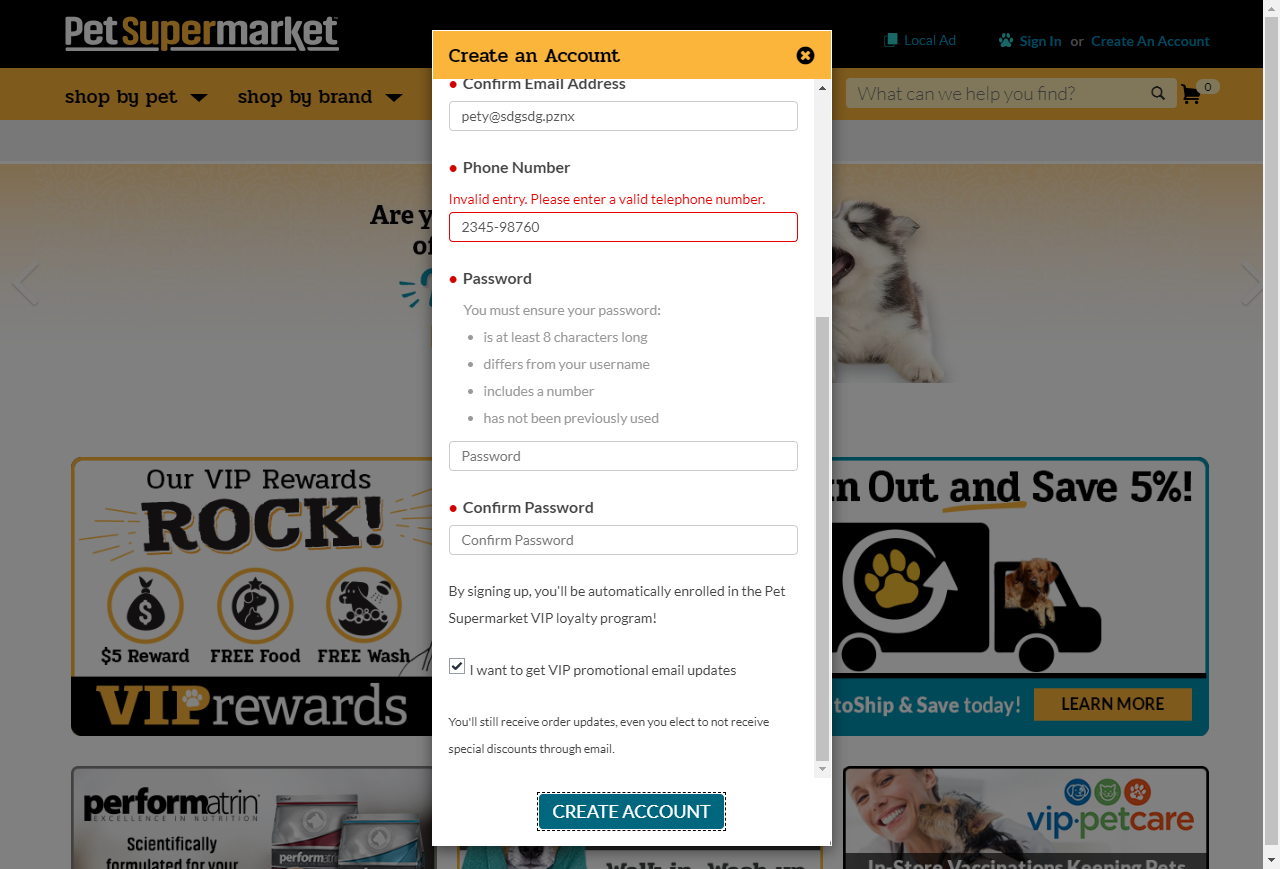 Pet Supermarket
Local Ad
Sign In or Create An Account
shop by pet
shop by brand
What can we help you find?
0
Create an Account
• Confirm Email Address
pety@sdgsdg.pznx
• Phone Number
Invalid entry. Please enter a valid telephone number.
2345-98760
• Password
You must ensure your password:
• is at least 8 characters long
• differs from your username
• includes a number
• has not been previously used
Password
• Confirm Password
Confirm Password
By signing up, you'll be automatically enrolled in the Pet
Supermarket VIP loyalty program!
I want to get VIP promotional email updates
You'll still receive order updates, even you elect to not receive
special discounts through email.
CREATE ACCOUNT
Are
Our VIP Rewards
ROCK!
$5 Reward
FREE Food
FREE Wash
VIP rewards
Out and Save 5%!
toShip & Save today!
LEARN MORE
performatrin
EXCELLENCE IN NUTRITION
Scientifically
formulated for your
performatrin
Walk-in, Wash-up
vip·petcare
In-Store Vaccinations Keeping Pets